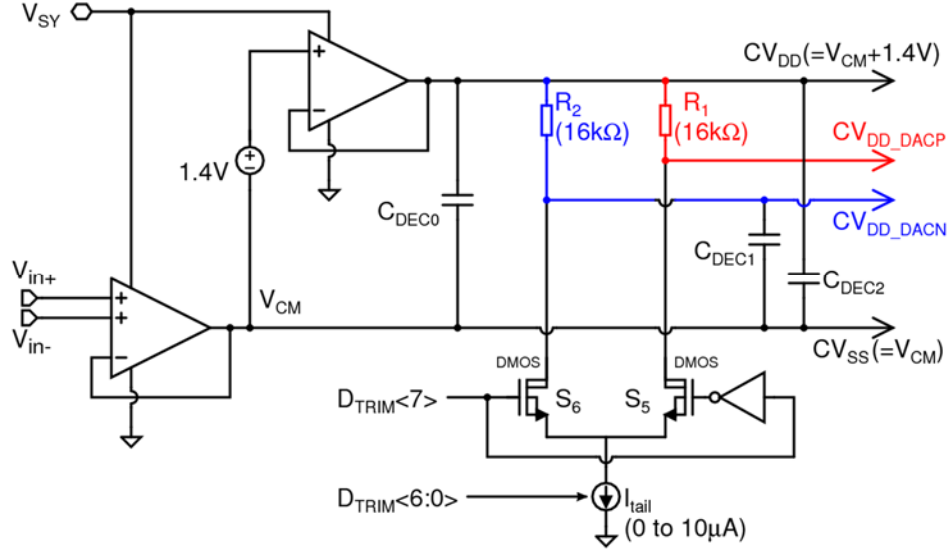 V_SY
CV_DD(=V_CM+1.4V)
+
R_2
(16kΩ)
R_1
(16kΩ)
−
CV_DD_DACP
1.4V
+
−
C_DEC0
CV_DD_DACN
C_DEC1
V_in+
V_CM
C_DEC2
+
V_in-
+
−
CV_SS(=V_CM)
DMOS
DMOS
D_TRIM<7>
S_6
S_5
D_TRIM<6:0>
I_tail
(0 to 10µA)